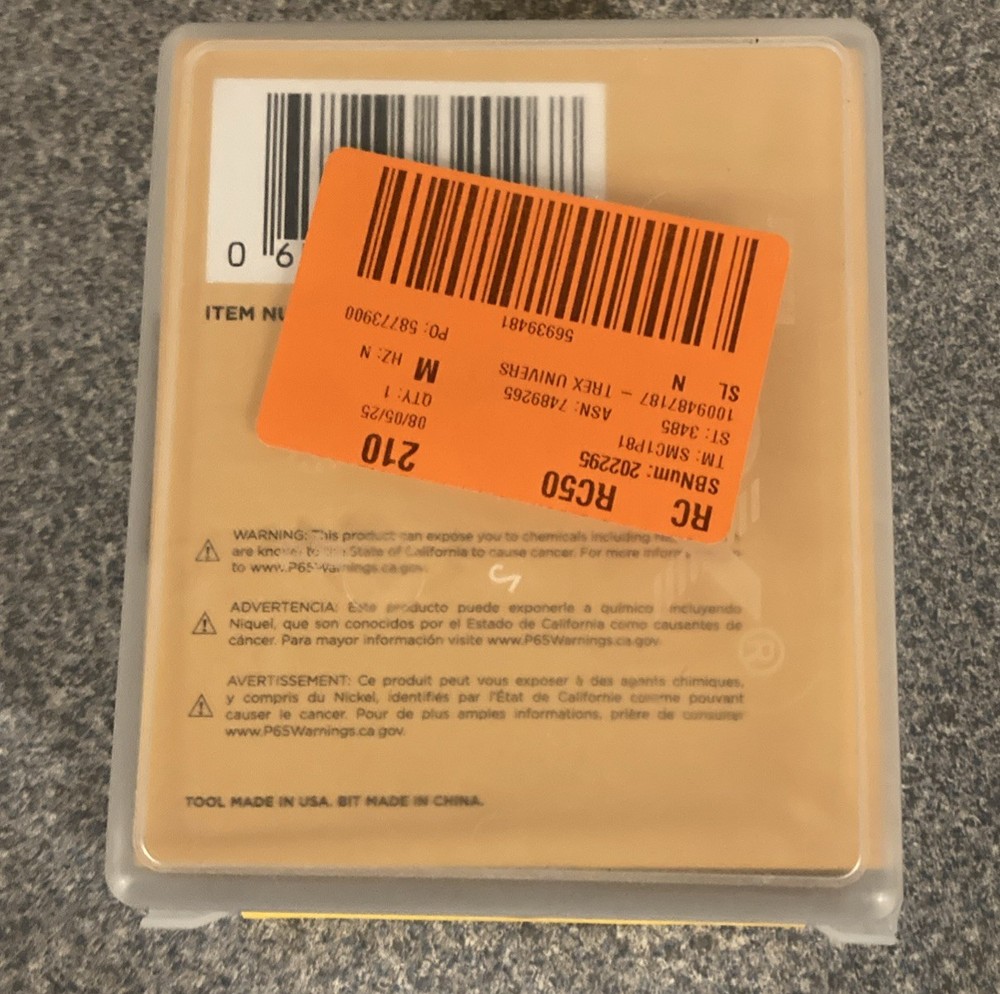 0 6
ITEM NU
RC RC50 210
SBNum: 202295
TM: SMC1P81 08/05/25
ST: 3485 ASN: 7489265 QTY: 1
1009487187 – TREX UNIVERS M HZ: N
SL N
56939481 PO: 58773900
WARNING: This product can expose you to chemicals including
are known to the State of California to cause cancer. For more
to www.P65Warnings.ca.gov.
ADVERTENCIA: Este producto puede exponerle a químico incluyendo
Níquel, que son conocidos por el Estado de California como causantes de
cáncer. Para mayor información visite www.P65Warnings.ca.gov.
AVERTISSEMENT: Ce produit peut vous exposer à des agents chimiques,
y compris du Nickel, identifiés par l'État de Californie comme pouvant
causer le cancer. Pour de plus amples informations, prière de consulter
www.P65Warnings.ca.gov.
TOOL MADE IN USA. BIT MADE IN CHINA.